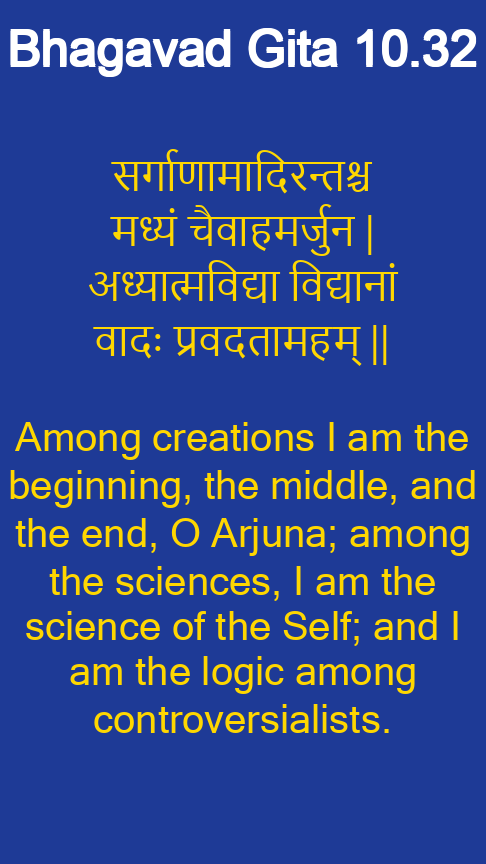 Bhagavad Gita 10.32
सर्गाणामादिरन्तश्च
मध्यं चैवाहमर्जुन |
अध्यात्मविद्या विद्यानां
वादः प्रवदतामहम् ||
Among creations I am the
beginning, the middle, and
the end, O Arjuna; among
the sciences, I am the
science of the Self; and I
am the logic among
controversialists.